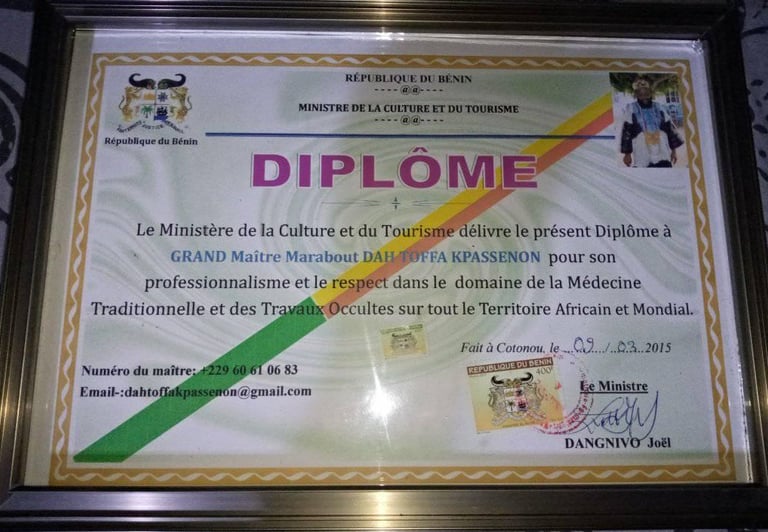 RÉPUBLIQUE DU BÉNIN
----@@----
MINISTRE DE LA CULTURE ET DU TOURISME
----@@----
République du Bénin
DIPLÔME
Le Ministère de la Culture et du Tourisme délivre le présent Diplôme à
GRAND Maître Marabout DAH TOFFA KPASSENON pour son
professionnalisme et le respect dans le domaine de la Médecine
Traditionnelle et des Travaux Occultes sur tout le Territoire Africain et Mondial.
Fait à Cotonou, le ...09../..03..2015
Numéro du maître: +229 60 61 06 83
Email-:dahtoffakpassenon@gmail.com
REPUBLIQUE DU BENIN
400F
Le Ministre
DANGNIVO Joël